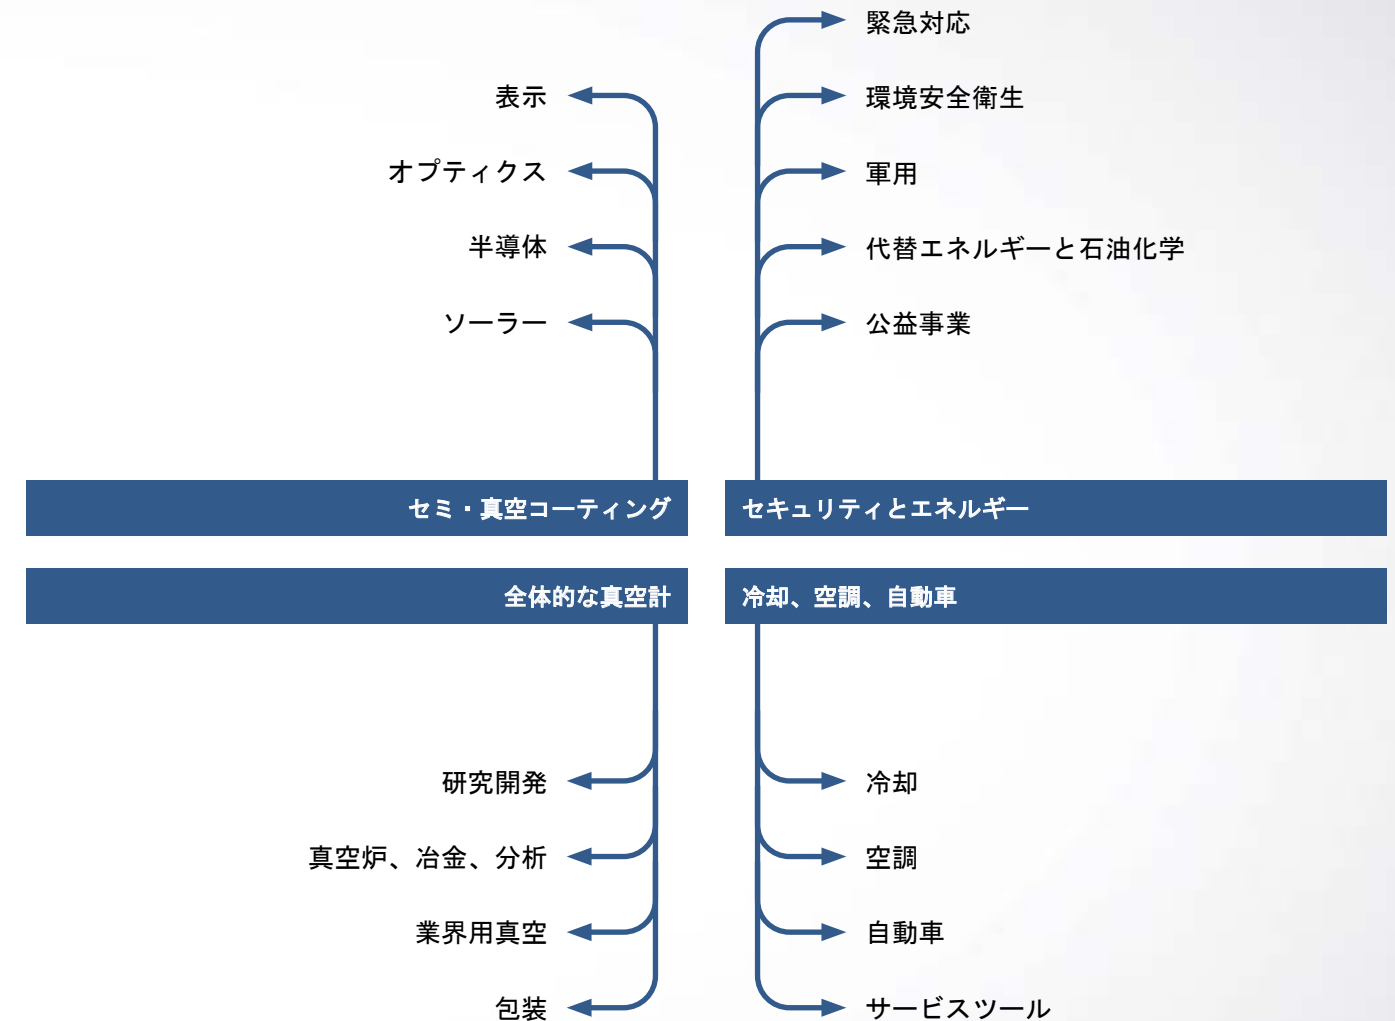 表示
オプティクス
半導体
ソーラー
セミ・真空コーティング
緊急対応
環境安全衛生
軍用
代替エネルギーと石油化学
公益事業
セキュリティとエネルギー
全体的な真空計
研究開発
真空炉、冶金、分析
業界用真空
包装
冷却、空調、自動車
冷却
空調
自動車
サービスツール